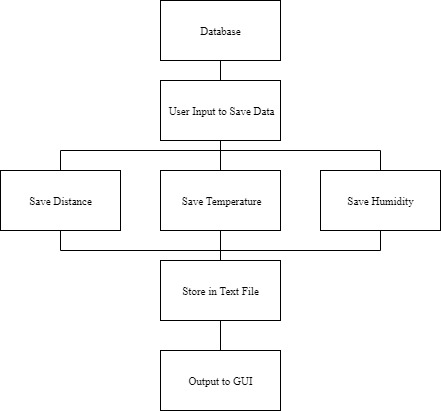 Database
User Input to Save Data
Save Distance
Save Temperature
Save Humidity
Store in Text File
Output to GUI